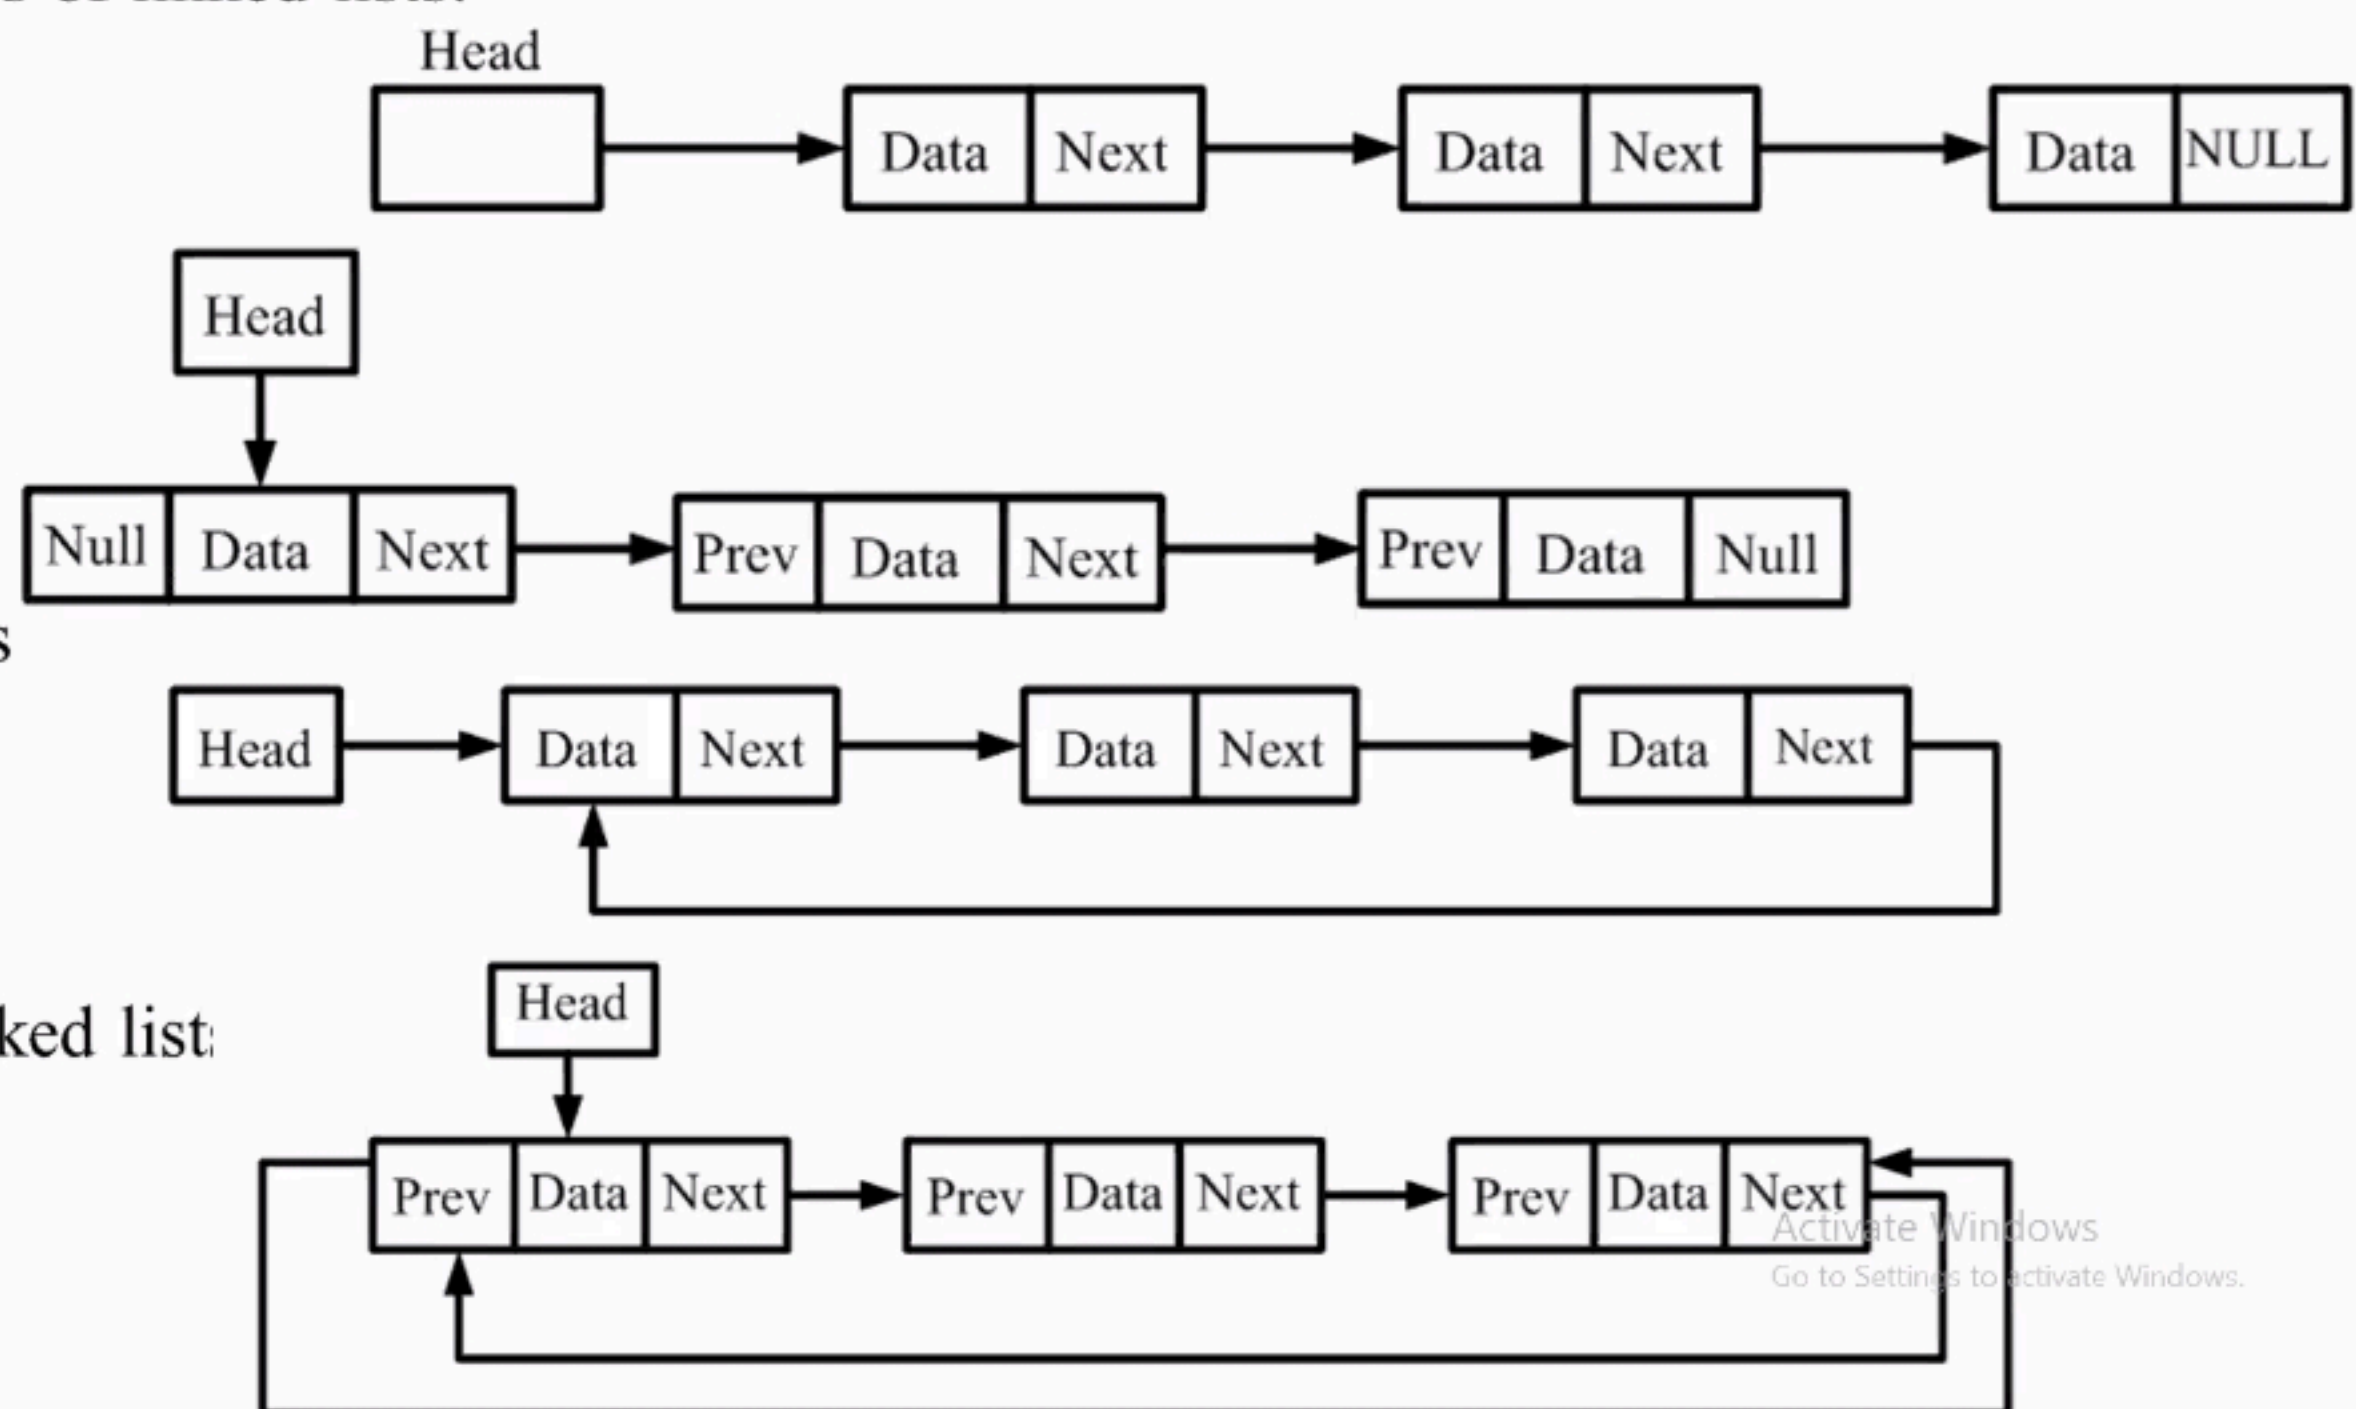 Head
Data Next Data Next Data NULL
Head
Null Data Next Prev Data Next Prev Data Null
s
Head Data Next Data Next Data Next
Head
ked lists
Prev Data Next Prev Data Next Prev Data Next
Activate Windows
Go to Settings to activate Windows.